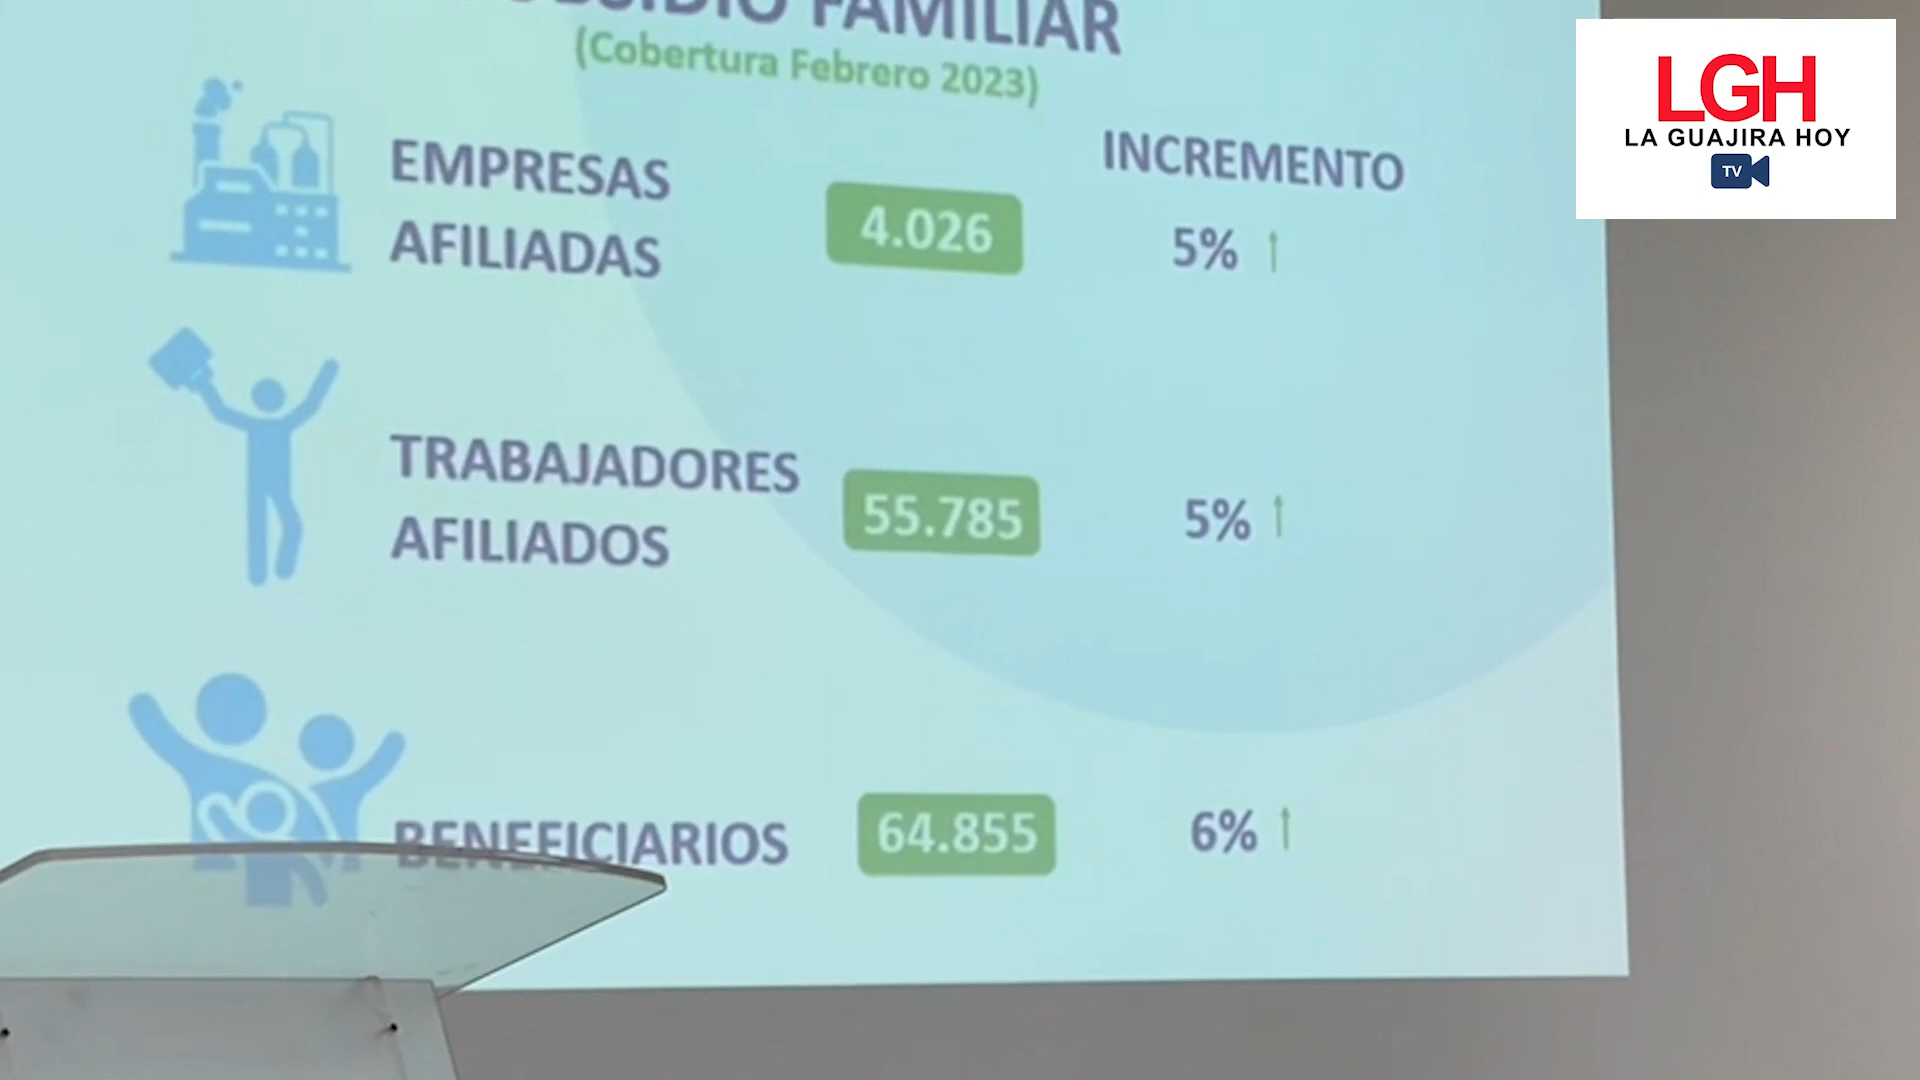 FAMILIAR
(Cobertura Febrero 2023)
INCREMENTO
EMPRESAS
AFILIADAS
4.026
5% ↑
TRABAJADORES
AFILIADOS
55.785
5% ↑
BENEFICIARIOS
64.855
6% ↑
LGH
LA GUAJIRA HOY
TV